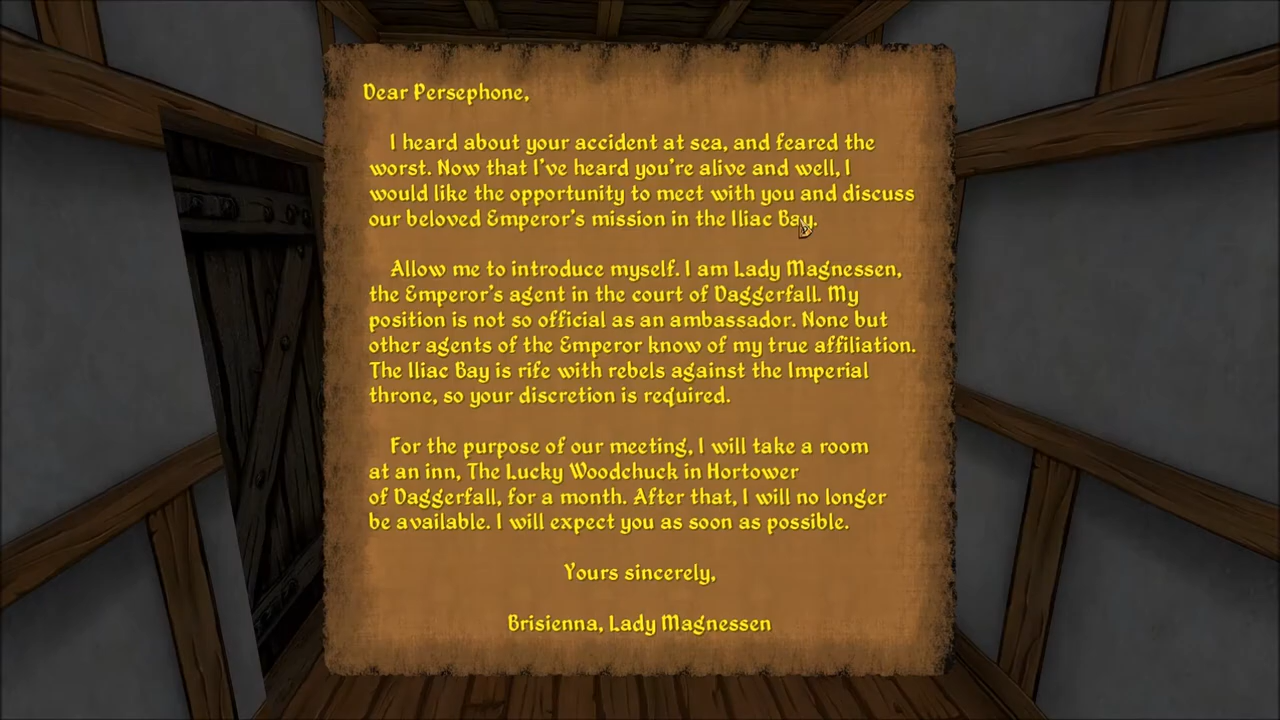 Dear Persephone,
I heard about your accident at sea, and feared the
worst. Now that I've heard you're alive and well, I
would like the opportunity to meet with you and discuss
our beloved Emperor's mission in the Iliac Bay.
Allow me to introduce myself. I am Lady Magnessen,
the Emperor's agent in the court of Daggerfall. My
position is not so official as an ambassador. None but
other agents of the Emperor know of my true affiliation.
The Iliac Bay is rife with rebels against the Imperial
throne, so your discretion is required.
For the purpose of our meeting, I will take a room
at an inn, The Lucky Woodchuck in Hortower
of Daggerfall, for a month. After that, I will no longer
be available. I will expect you as soon as possible.
Yours sincerely,
Brisienna, Lady Magnessen